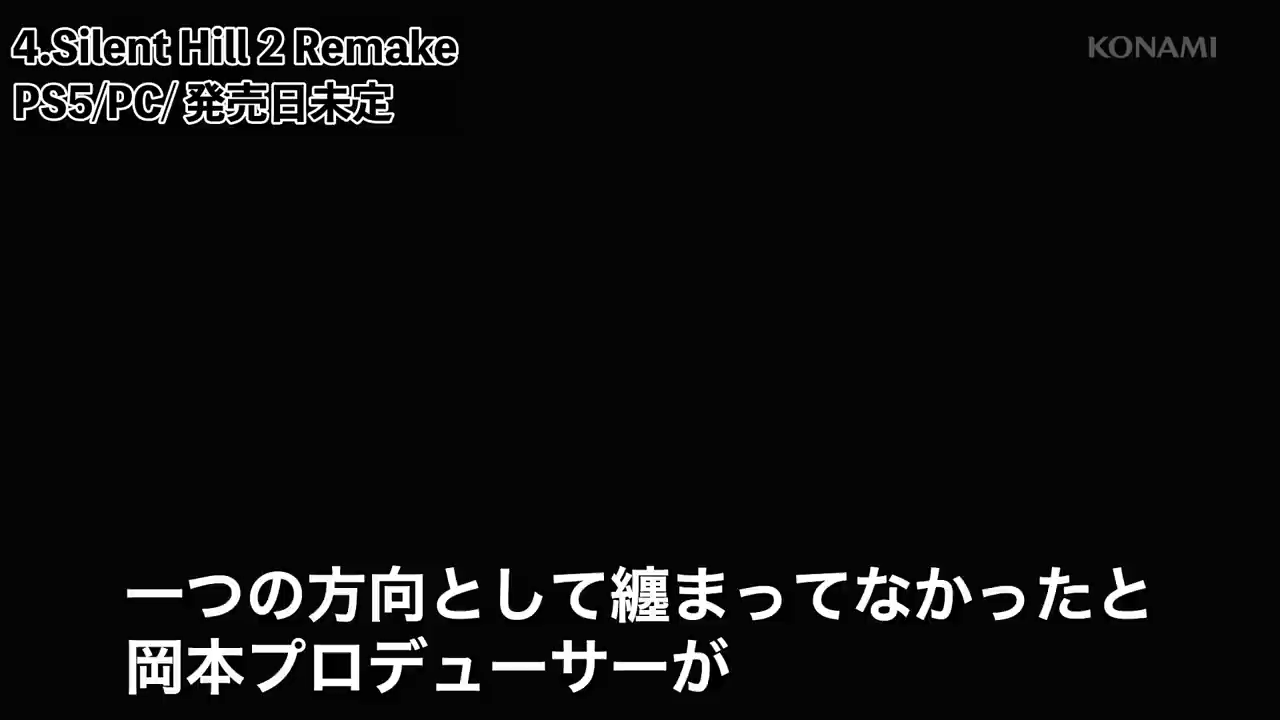 4.Silent Hill 2 Remake
KONAMI
PS5/PC/ 発売日未定
一つの方向として纏まってなかったと
岡本プロデューサーが